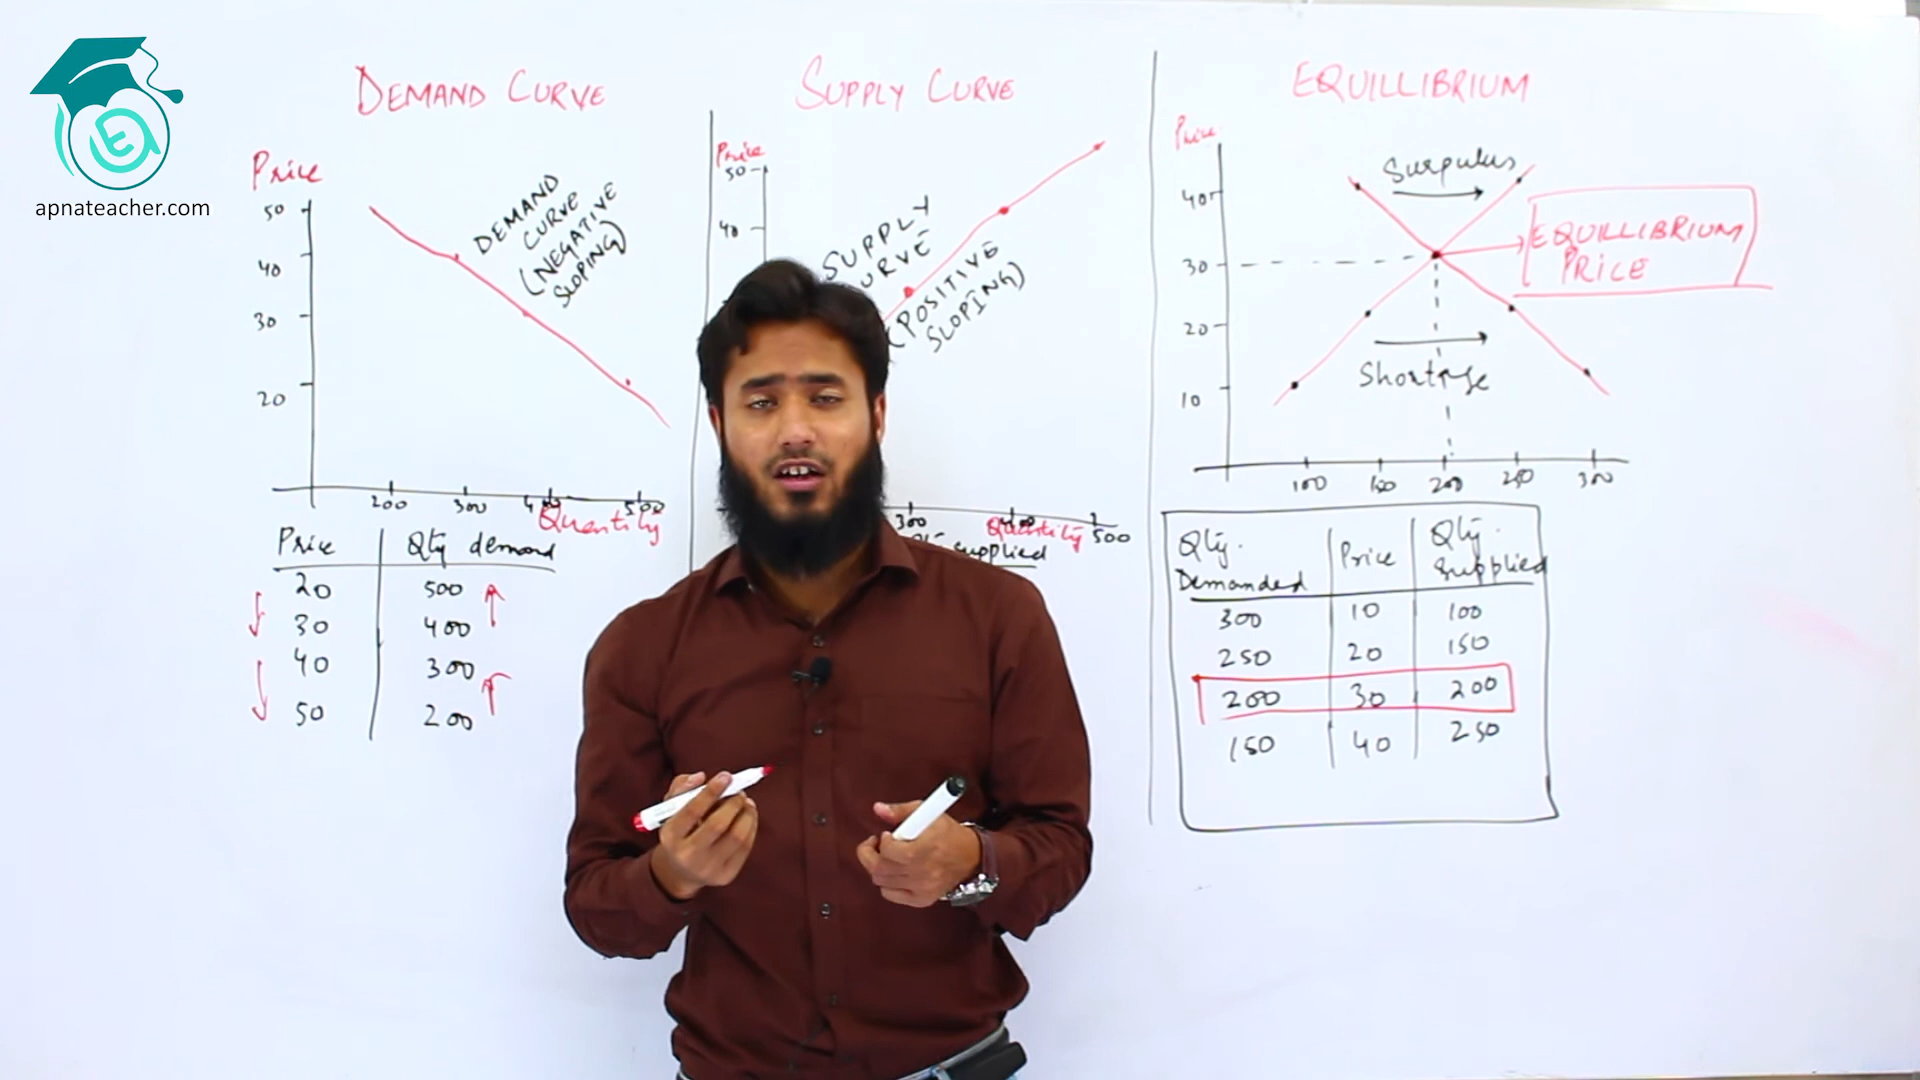 apnateacher.com
DEMAND CURVE
Price
50
40
30
20
DEMAND
CURVE
(NEGATIVE
SLOPING)
200 300 400 500
Quantity
Price Qty demand
20 500
30 400
40 300
50 200
SUPPLY CURVE
Price
50
40
SUPPLY
URVE
(POSITIVE
SLOPING)
300 400 500
Quantity
supplied
EQUILLIBRIUM
Price
40
30
20
10
Surpulus
EQUILLIBRIUM
PRICE
Shortage
100 150 200 250 300
Qty. Price Qty.
Demanded Supplied
300 10 100
250 20 150
200 30 200
150 40 250